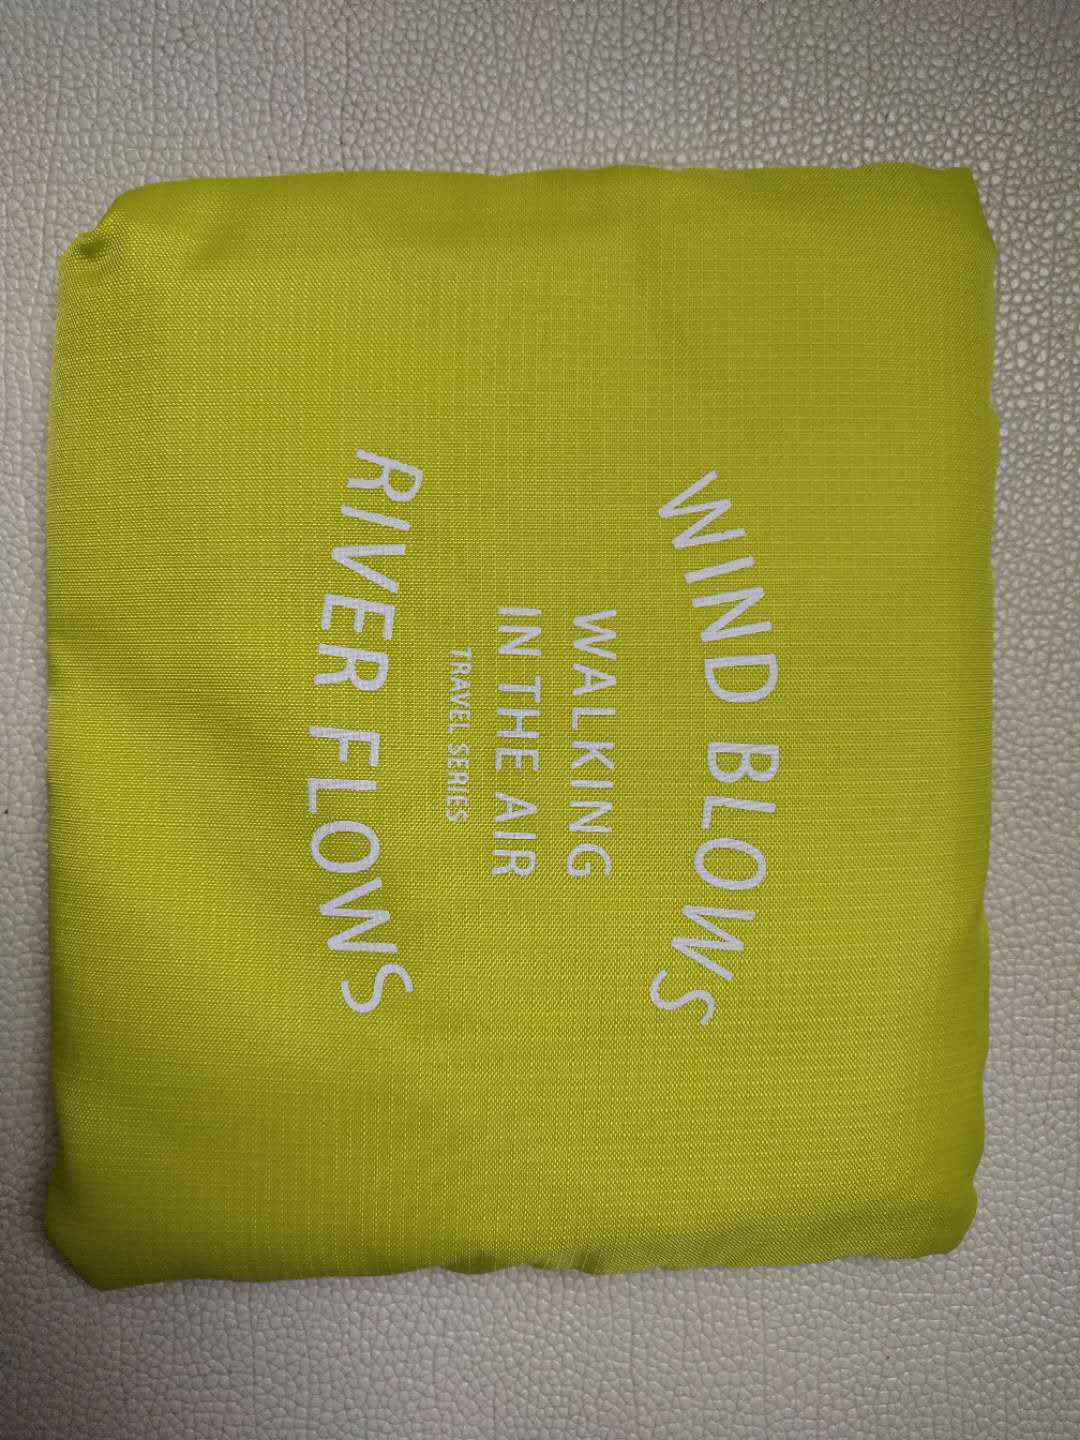 WIND BLOWS
WALKING
IN THE AIR
TRAVEL SERIES
RIVER FLOWS